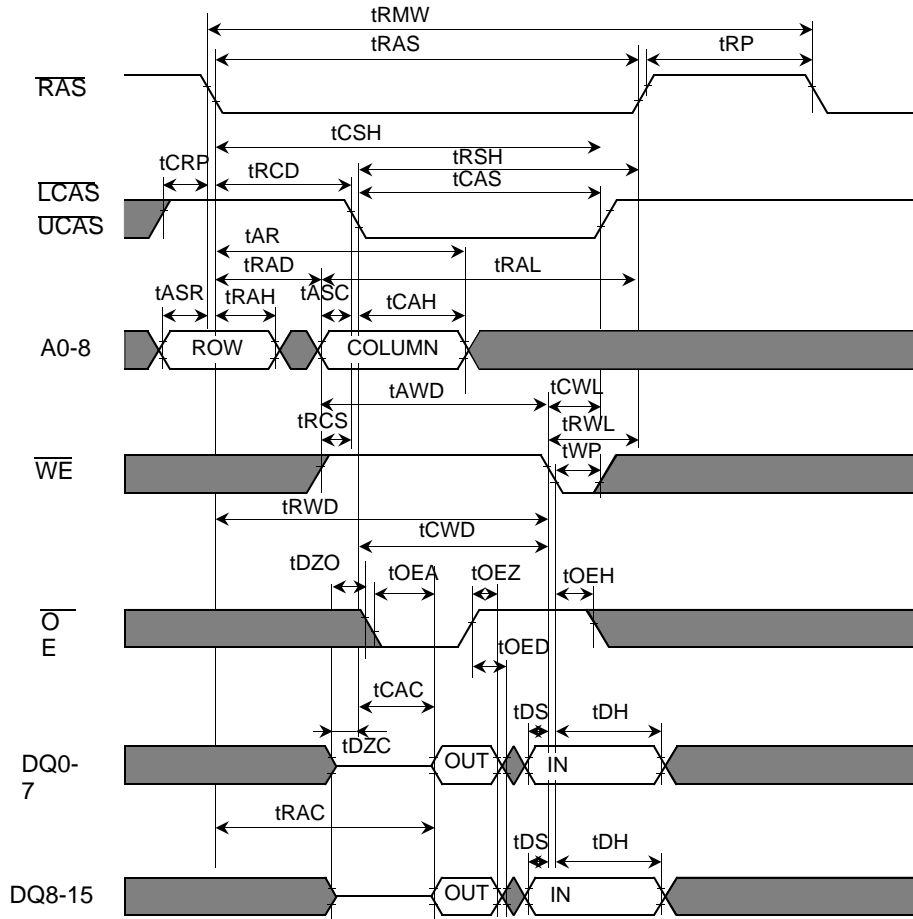 tRMW
tRAS
tRP
RAS
tCSH
tCRP
tRCD
tRSH
tCAS
LCAS
UCAS
tAR
tRAD
tRAL
tASR
tRAH
tASC
tCAH
A0-8
ROW
COLUMN
tAWD
tCWL
tRCS
tRWL
tWP
WE
tRWD
tCWD
tDZO
tOEA
tOEZ
tOEH
O
E
tOED
tCAC
tDS
tDH
tDZC
DQ0-
7
OUT
IN
tRAC
tDS
tDH
DQ8-15
OUT
IN